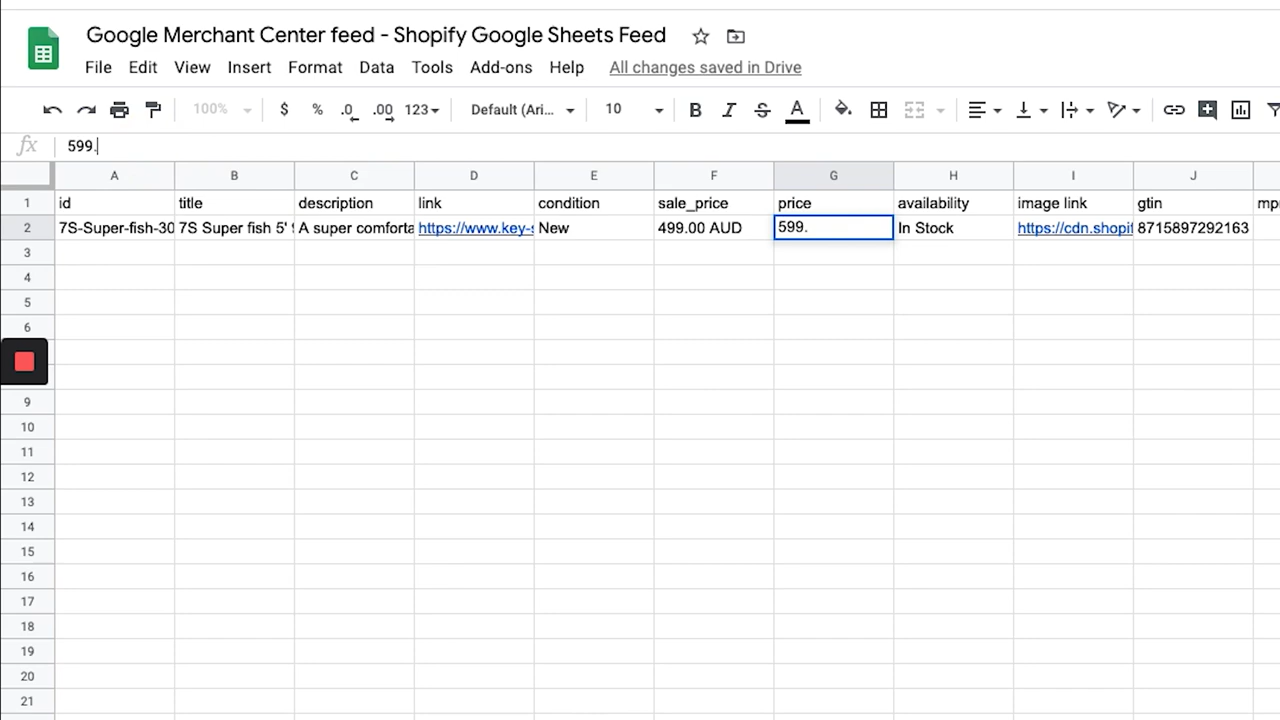 Google Merchant Center feed - Shopify Google Sheets Feed
File Edit View Insert Format Data Tools Add-ons Help All changes saved in Drive
100% $ % .0 .00 123 Default (Ari... 10 B I S A
fx 599.
A B C D E F G H I J
1 id title description link condition sale_price price availability image link gtin mp
2 7S-Super-fish-30 7S Super fish 5' A super comforta https://www.key-s New 499.00 AUD 599. In Stock https://cdn.shopif 8715897292163
3
4
5
6
9
10
11
12
13
14
15
16
17
18
19
20
21